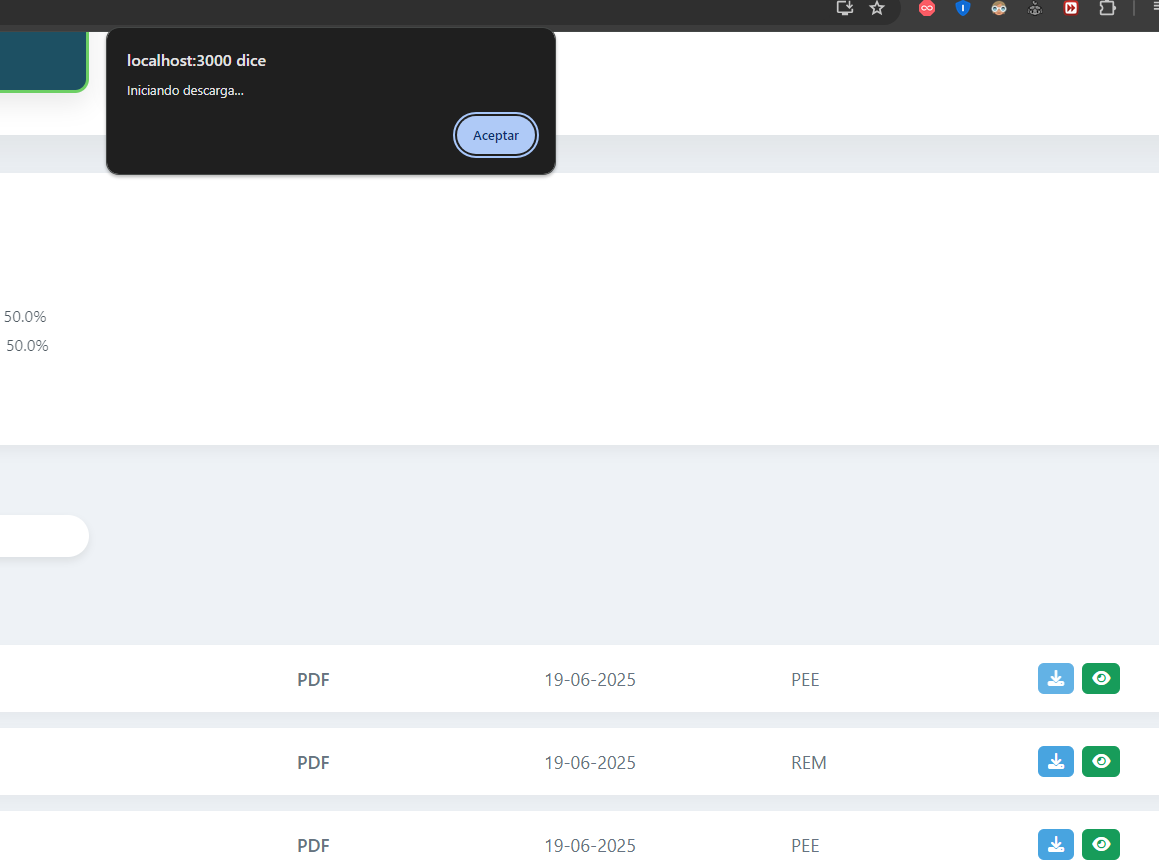 localhost:3000 dice
Iniciando descarga...
Aceptar
50.0%
50.0%
PDF 19-06-2025 PEE
PDF 19-06-2025 REM
PDF 19-06-2025 PEE